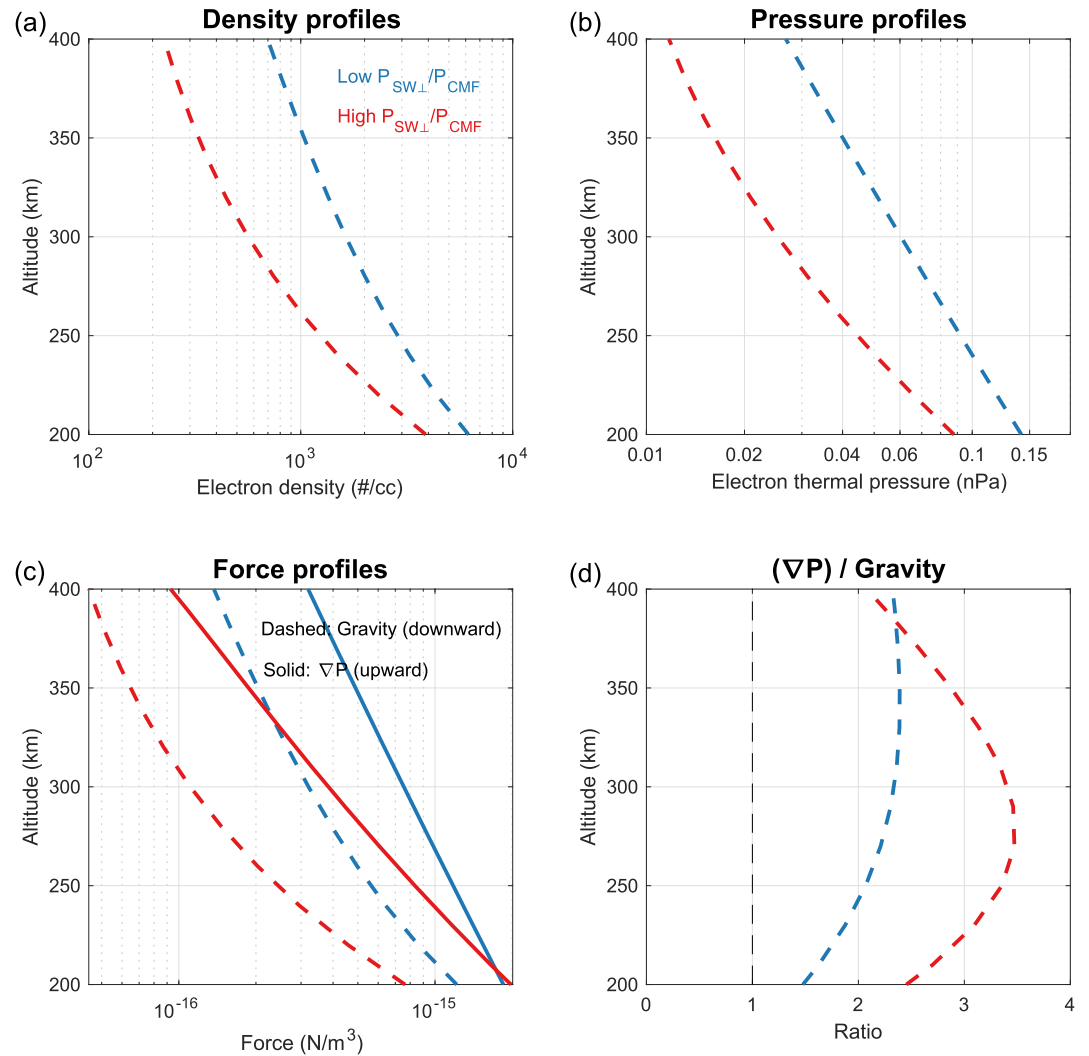 (a) Density profiles
400
350
300
250
200
Altitude (km)
10^2 10^3 10^4
Electron density (#/cc)
Low P_SW⊥/P_CMF
High P_SW⊥/P_CMF
(b) Pressure profiles
400
350
300
250
200
Altitude (km)
0.01 0.02 0.04 0.06 0.1 0.15
Electron thermal pressure (nPa)
(c) Force profiles
400
350
300
250
200
Altitude (km)
10^-16 10^-15
Force (N/m^3)
Dashed: Gravity (downward)
Solid: ∇P (upward)
(d) (∇P) / Gravity
400
350
300
250
200
Altitude (km)
0 1 2 3 4
Ratio